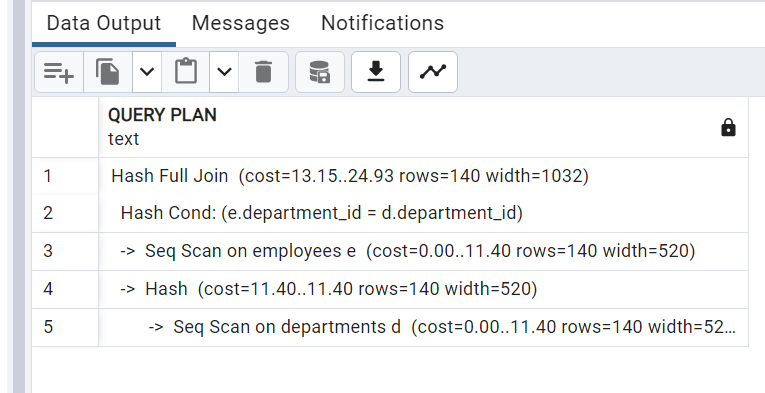 Data Output Messages Notifications
QUERY PLAN
text
1 Hash Full Join (cost=13.15..24.93 rows=140 width=1032)
2 Hash Cond: (e.department_id = d.department_id)
3 -> Seq Scan on employees e (cost=0.00..11.40 rows=140 width=520)
4 -> Hash (cost=11.40..11.40 rows=140 width=520)
5 -> Seq Scan on departments d (cost=0.00..11.40 rows=140 width=52...